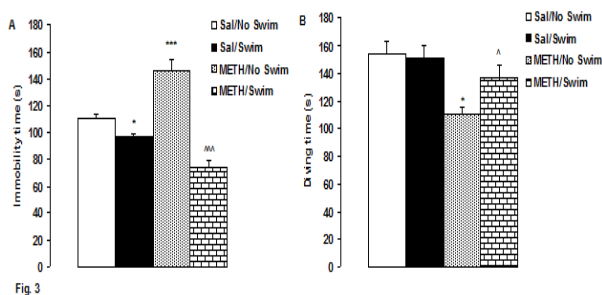 A
Sal/No Swim
Sal/Swim
METH/No Swim
METH/Swim
Immobility time (s)
180
160
140
120
100
80
60
40
20
0
*
***
^^^
B
Sal/No Swim
Sal/Swim
METH/No Swim
METH/Swim
Diving time (s)
180
160
140
120
100
80
60
40
20
0
*
^
Fig. 3